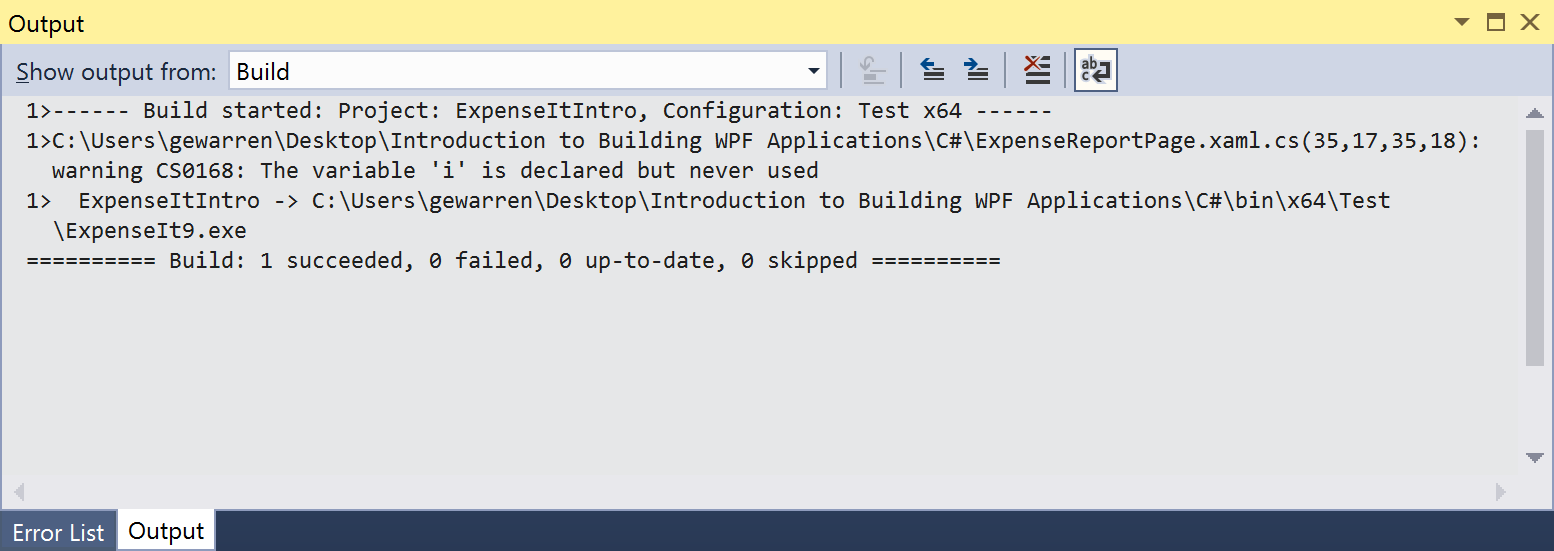 Output
Show output from: Build
ab
c
1>------ Build started: Project: ExpenseItIntro, Configuration: Test x64 ------
1>C:\Users\gewarren\Desktop\Introduction to Building WPF Applications\C#\ExpenseReportPage.xaml.cs(35,17,35,18):
warning CS0168: The variable 'i' is declared but never used
1>  ExpenseItIntro -> C:\Users\gewarren\Desktop\Introduction to Building WPF Applications\C#\bin\x64\Test
\ExpenseIt9.exe
========== Build: 1 succeeded, 0 failed, 0 up-to-date, 0 skipped ==========
Error List Output